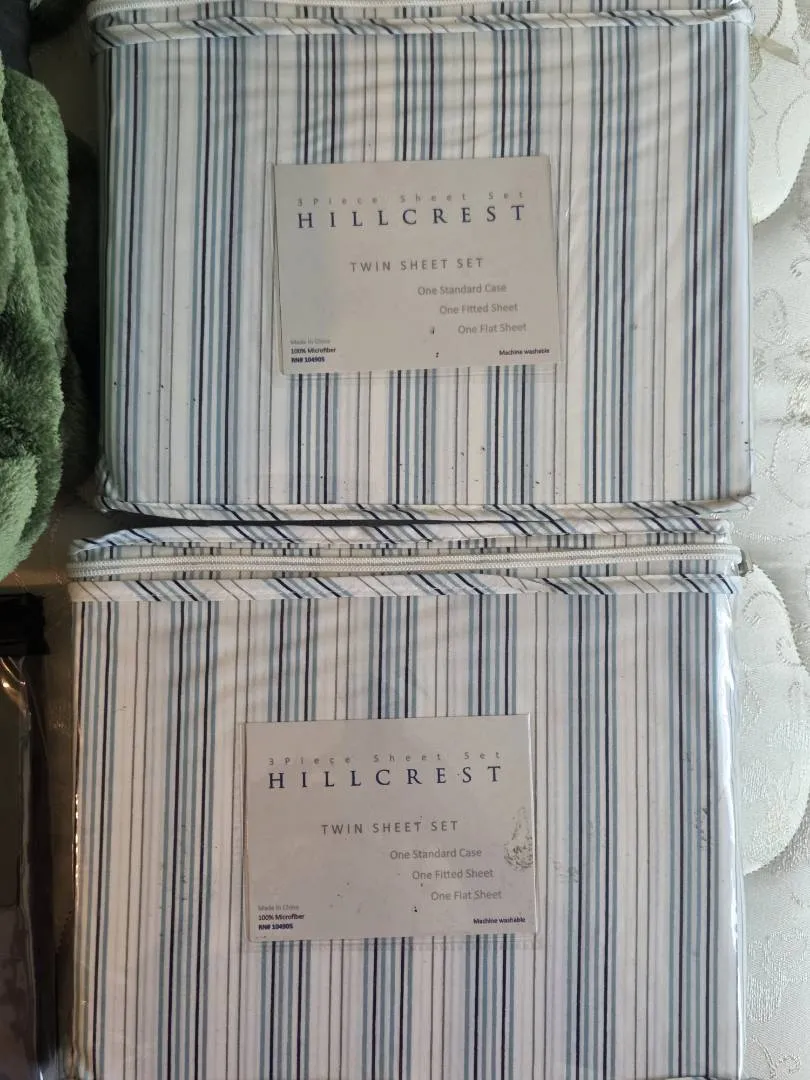 3 Piece Sheet Set
HILLCREST
TWIN SHEET SET
One Standard Case
One Fitted Sheet
One Flat Sheet
Made in China
100% Microfiber
RN# 104905
Machine washable
3 Piece Sheet Set
HILLCREST
TWIN SHEET SET
One Standard Case
One Fitted Sheet
One Flat Sheet
Made in China
100% Microfiber
RN# 104905
Machine washable